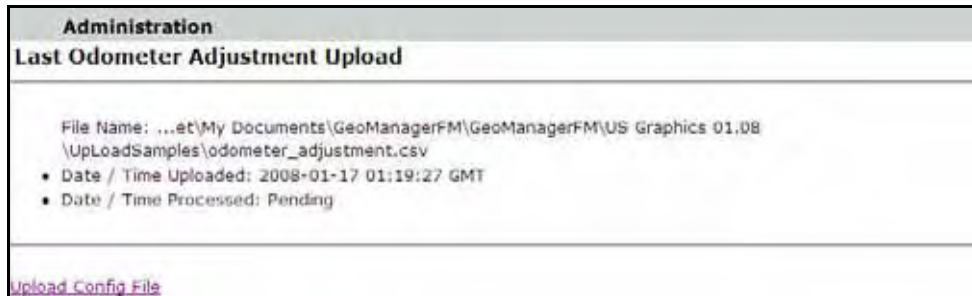 Administration
Last Odometer Adjustment Upload
File Name: ...et\My Documents\GeoManagerFM\GeoManagerFM\US Graphics 01.08
\UpLoadSamples\odometer_adjustment.csv
• Date / Time Uploaded: 2008-01-17 01:19:27 GMT
• Date / Time Processed: Pending
Upload Config File